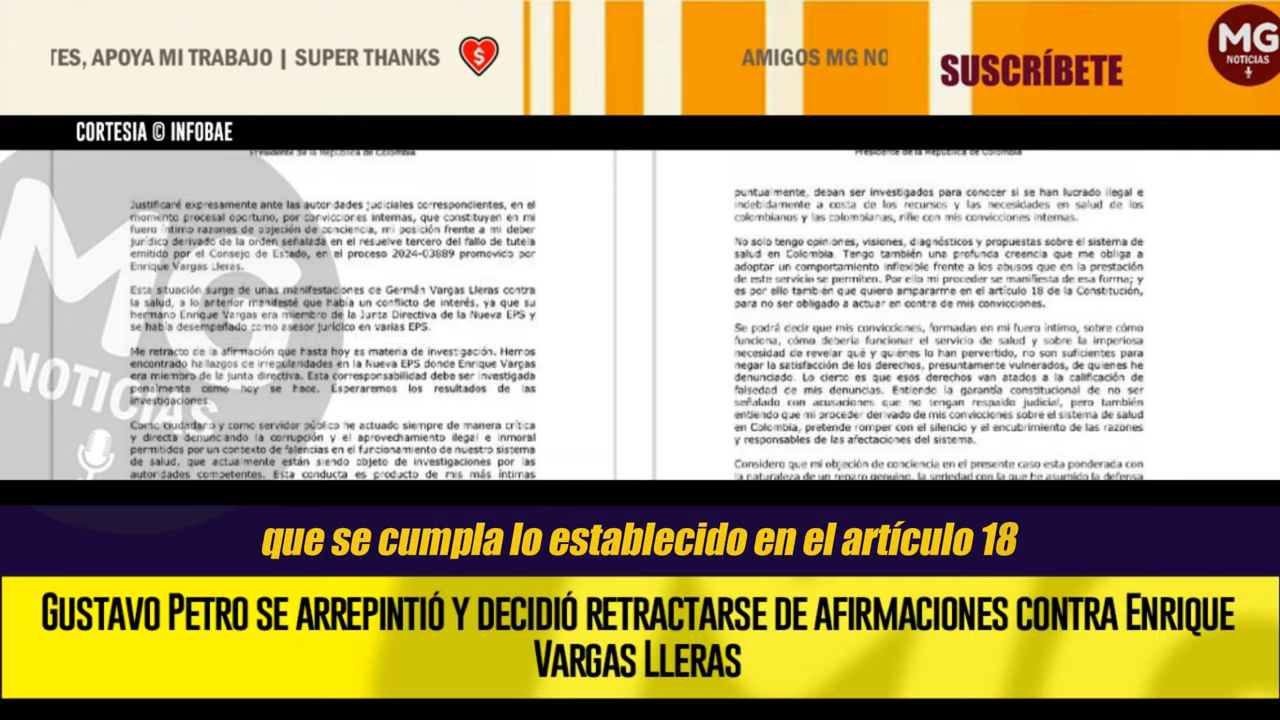 TES, APOYA MI TRABAJO | SUPER THANKS
AMIGOS MG NO
SUSCRÍBETE
MG
NOTICIAS
CORTESIA © INFOBAE
Presidente de la República de Colombia
Justificaré expresamente ante las autoridades judiciales correspondientes, en el
momento procesal oportuno, por convicciones internas, que constituyen en mi
fuero íntimo razones de objeción de conciencia, mi posición frente a mi deber
jurídico derivado de la orden señalada en el resuelve tercero del fallo de tutela
emitido por el Consejo de Estado, en el proceso 2024-03889 promovido por
Enrique Vargas Lleras.
Esta situación surge de unas manifestaciones de Germán Vargas Lleras contra
la salud, a lo anterior manifesté que había un conflicto de interés, ya que su
hermano Enrique Vargas era miembro de la Junta Directiva de la Nueva EPS y
se había desempeñado como asesor jurídico en varias EPS.
Me retracto de la afirmación que hasta hoy es materia de investigación. Hemos
encontrado hallazgos de irregularidades en la Nueva EPS donde Enrique Vargas
era miembro de la junta directiva. Esta corresponsabilidad debe ser investigada
penalmente como hoy se hace. Esperaremos los resultados de las
investigaciones.
Como ciudadano y como servidor público he actuado siempre de manera crítica
y directa denunciando la corrupción y el aprovechamiento ilegal e inmoral
permitidos por un contexto de falencias en el funcionamiento de nuestro sistema
de salud, que actualmente están siendo objeto de investigaciones por las
autoridades competentes. Esta conducta es producto de mis más íntimas
Presidente de la República de Colombia
puntualmente, deban ser investigados para conocer si se han lucrado ilegal e
indebidamente a costa de los recursos y las necesidades en salud de los
colombianos y las colombianas, riñe con mis convicciones internas.
No solo tengo opiniones, visiones, diagnósticos y propuestas sobre el sistema de
salud en Colombia. Tengo también una profunda creencia que me obliga a
adoptar un comportamiento inflexible frente a los abusos que en la prestación
de este servicio se permiten. Por ello mi proceder se manifiesta de esa forma; y
es por ello también que quiero ampararme en el artículo 18 de la Constitución,
para no ser obligado a actuar en contra de mis convicciones.
Se podrá decir que mis convicciones, formadas en mi fuero íntimo, sobre cómo
funciona, cómo debería funcionar el servicio de salud y sobre la imperiosa
necesidad de revelar qué y quiénes lo han pervertido, no son suficientes para
negar la satisfacción de los derechos, presuntamente vulnerados, de quienes he
denunciado. Lo cierto es que esos derechos van atados a la calificación de
falsedad de mis denuncias. Entiendo la garantía constitucional de no ser
señalado con acusaciones que no tengan respaldo judicial, pero también
entiendo que mi proceder derivado de mis convicciones sobre el sistema de salud
en Colombia, pretende romper con el silencio y el encubrimiento de las razones
y responsables de las afectaciones del sistema.
Considero que mi objeción de conciencia en el presente caso esta ponderada con
la naturaleza de un reparo genuino, la seriedad con la que he asumido la defensa
MG
NOTICIAS
que se cumpla lo establecido en el artículo 18
GUSTAVO PETRO SE ARREPINTIÓ Y DECIDIÓ RETRACTARSE DE AFIRMACIONES CONTRA ENRIQUE
VARGAS LLERAS